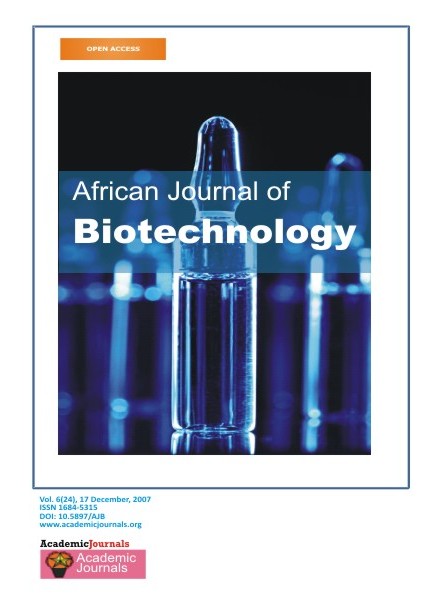 OPEN ACCESS
African Journal of
Biotechnology
Vol. 6(24), 17 December, 2007
ISSN 1684-5315
DOI: 10.5897/AJB
www.academicjournals.org
AcademicJournals
Academic
Journals